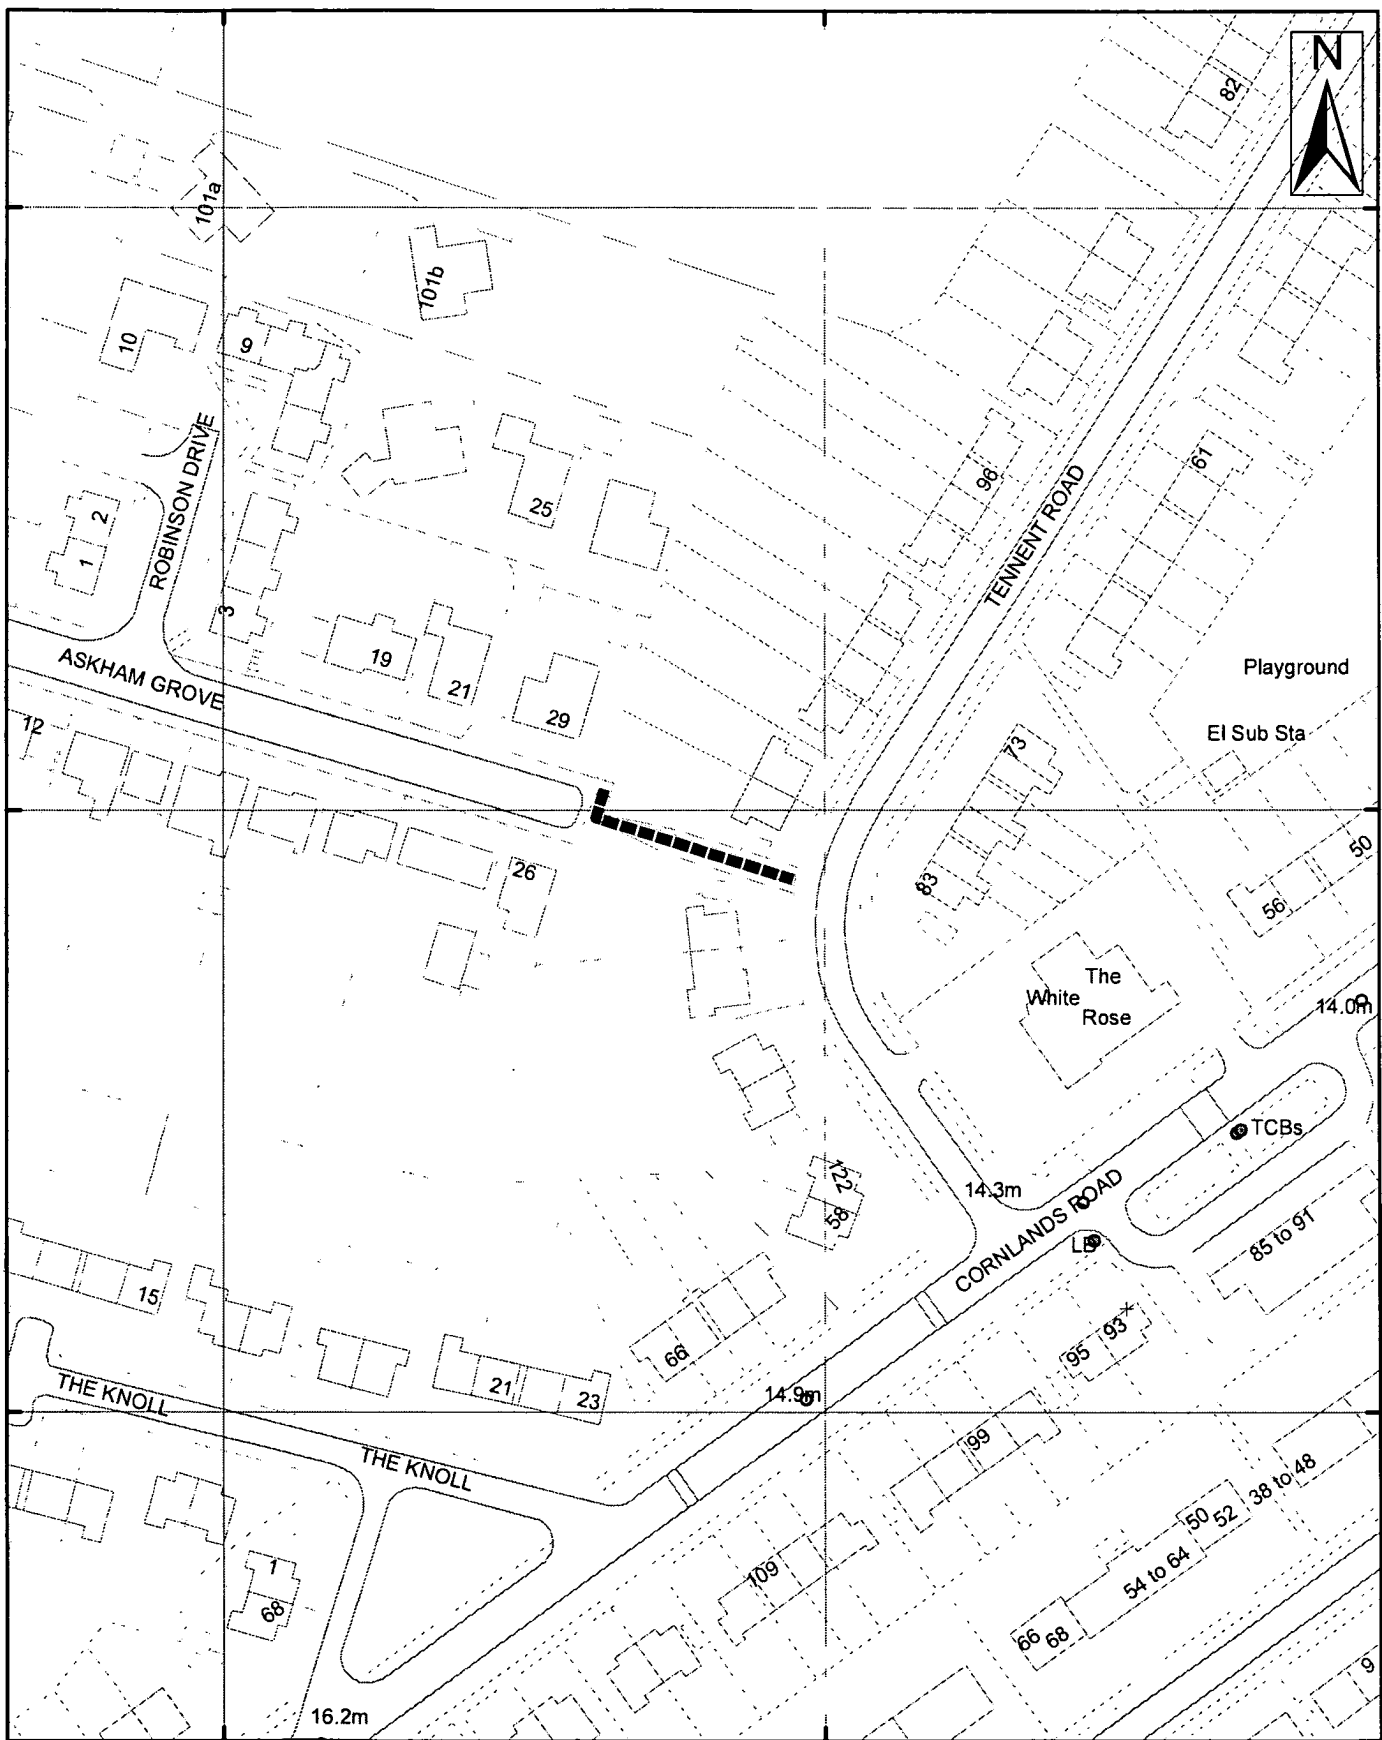 N
82
101a
101b
10
9
ROBINSON DRIVE
96
61
25
2
1
TENNENT ROAD
3
19
21
29
ASKHAM GROVE
12
Playground
El Sub Sta
73
50
26
83
56
The
White
Rose
14.0m
TCBs
122
58
14.3m
CORNLANDS ROAD
LB
85 to 91
15
93
95
66
21
23
14.9m
THE KNOLL
THE KNOLL
99
38 to 48
50
52
109
54 to 64
1
68
66
68
9
16.2m